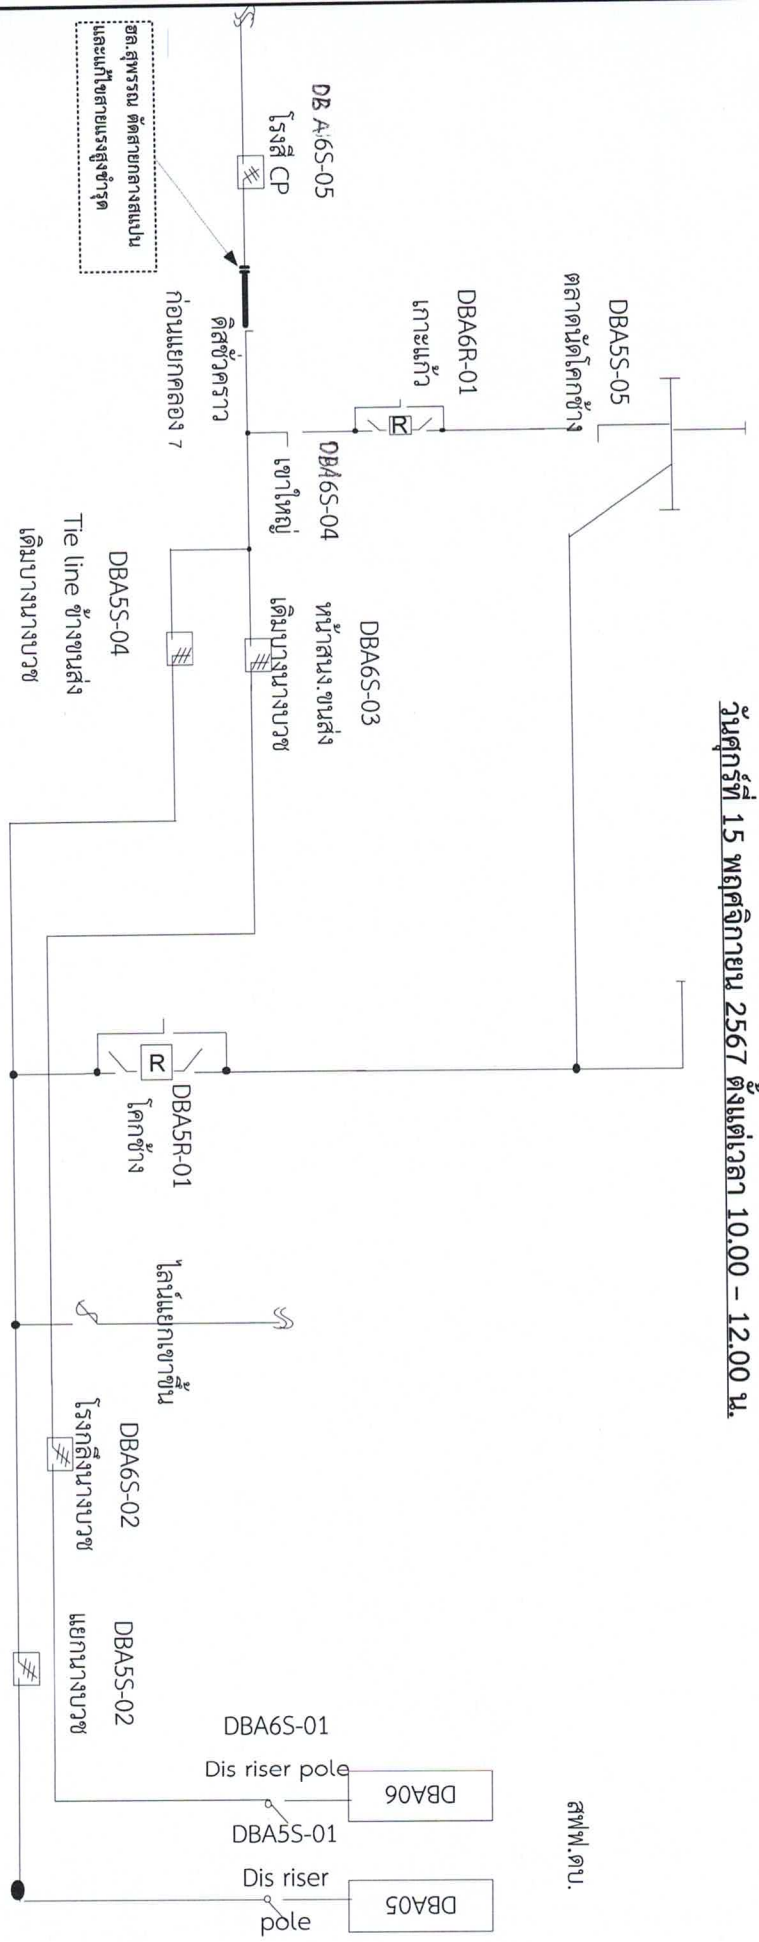 วันศุกร์ที่ 15 พฤศจิกายน 2567 ตั้งแต่เวลา 10.00 – 12.00 น.
ฮล.สุพรรณ ตัดสายกลางสแปน
และแก้ไขสายแรงสูงชำรุด
DB A6S-05
โรงสี CP
ดิสชั่วคราว
ก่อนแยกคลอง 7
DBA6R-01
เกาะแก้ว
R
DBA5S-05
ตลาดนัดโคกช้าง
DBA6S-04
เขาใหญ่
DBA6S-03
หน้าสนง.ขนส่ง
เดิมบางนางบวช
DBA5S-04
Tie line ข้างขนส่ง
เดิมบางนางบวช
R
DBA5R-01
โคกช้าง
ไลน์แยกเขาขึ้น
DBA6S-02
โรงกลึงนางบวช
DBA5S-02
แยกนางบวช
DBA6S-01
Dis riser pole
DBA06
DBA5S-01
Dis riser
pole
DBA05
สฟฟ.ดบ.